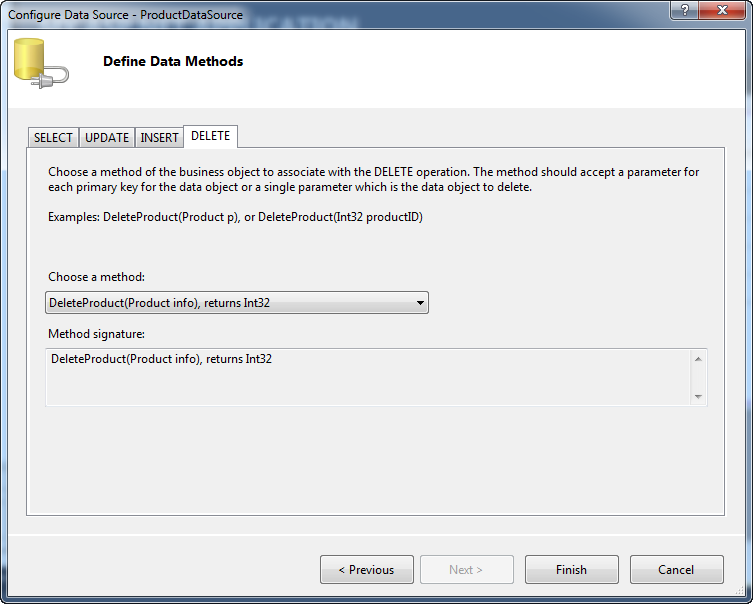 Configure Data Source - ProductDataSource
?
Define Data Methods
SELECT UPDATE INSERT DELETE
Choose a method of the business object to associate with the DELETE operation. The method should accept a parameter for
each primary key for the data object or a single parameter which is the data object to delete.
Examples: DeleteProduct(Product p), or DeleteProduct(Int32 productID)
Choose a method:
DeleteProduct(Product info), returns Int32
Method signature:
DeleteProduct(Product info), returns Int32
< Previous Next > Finish Cancel